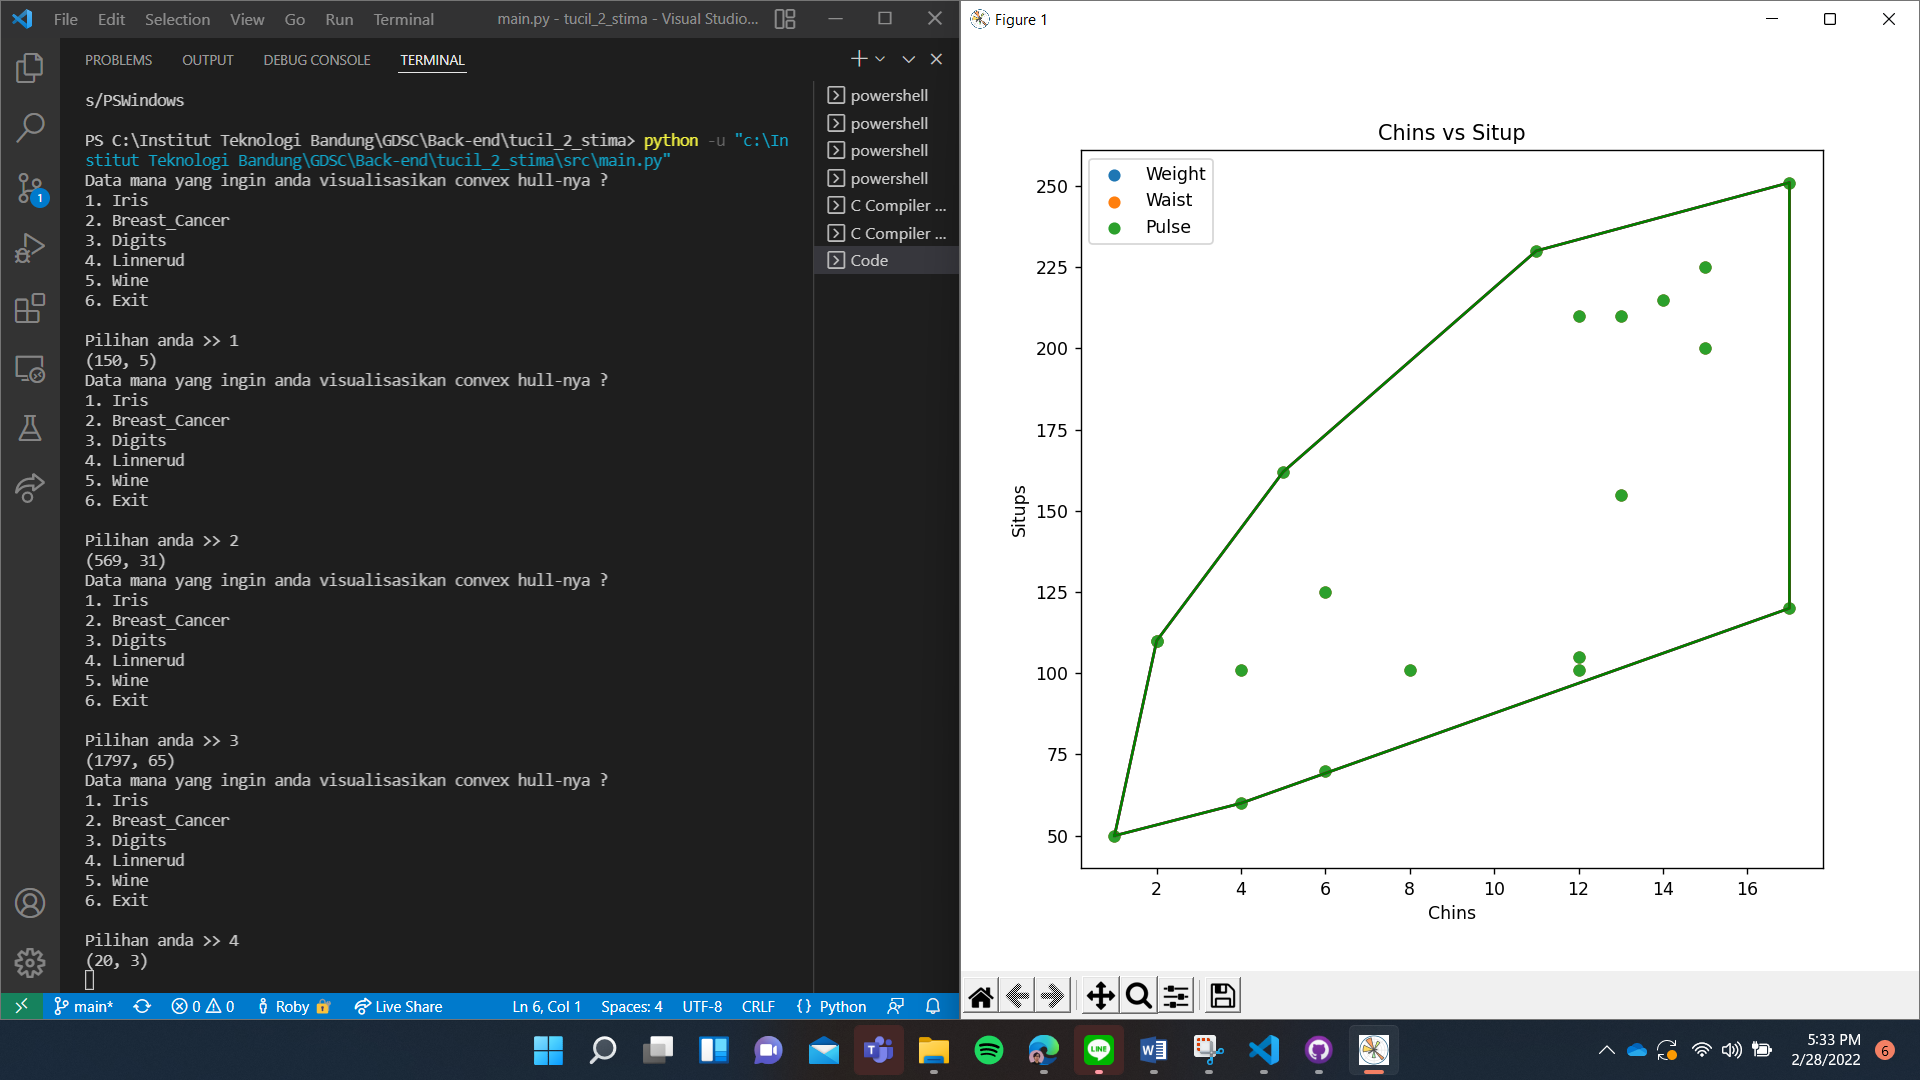 File Edit Selection View Go Run Terminal
main.py - tucil_2_stima - Visual Studio...
PROBLEMS OUTPUT DEBUG CONSOLE TERMINAL
s/PSWindows
PS C:\Institut Teknologi Bandung\GDSC\Back-end\tucil_2_stima> python -u "c:\In
stitut Teknologi Bandung\GDSC\Back-end\tucil_2_stima\src\main.py"
Data mana yang ingin anda visualisasikan convex hull-nya ?
1. Iris
2. Breast_Cancer
3. Digits
4. Linnerud
5. Wine
6. Exit
Pilihan anda >> 1
(150, 5)
Data mana yang ingin anda visualisasikan convex hull-nya ?
1. Iris
2. Breast_Cancer
3. Digits
4. Linnerud
5. Wine
6. Exit
Pilihan anda >> 2
(569, 31)
Data mana yang ingin anda visualisasikan convex hull-nya ?
1. Iris
2. Breast_Cancer
3. Digits
4. Linnerud
5. Wine
6. Exit
Pilihan anda >> 3
(1797, 65)
Data mana yang ingin anda visualisasikan convex hull-nya ?
1. Iris
2. Breast_Cancer
3. Digits
4. Linnerud
5. Wine
6. Exit
Pilihan anda >> 4
(20, 3)
powershell
powershell
powershell
powershell
C Compiler ...
C Compiler ...
Code
1
main* 0 0 Roby Live Share Ln 6, Col 1 Spaces: 4 UTF-8 CRLF {} Python
Figure 1
Chins vs Situp
Weight
Waist
Pulse
250
225
200
175
150
125
100
75
50
Situps
2 4 6 8 10 12 14 16
Chins
LINE
5:33 PM
2/28/2022
6